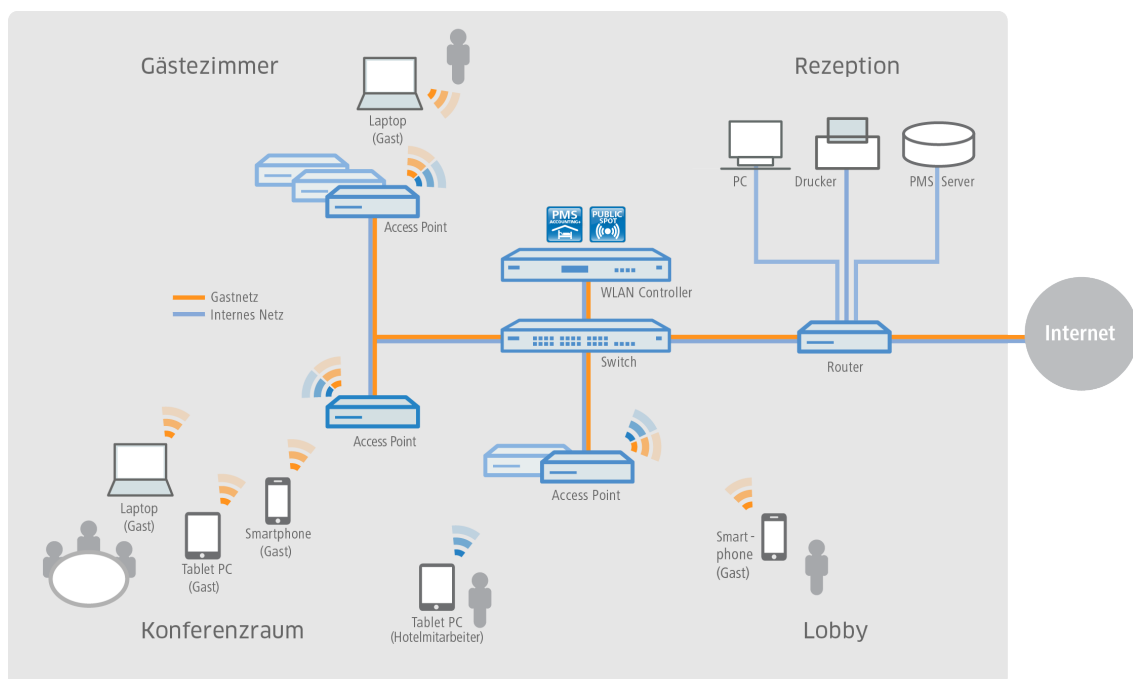 Gästezimmer
Rezeption
Laptop
(Gast)
PC
Drucker
PMS Server
Access Point
PMS
ACCOUNTING+
PUBLIC
SPOT
WLAN Controller
Gastnetz
Internes Netz
Internet
Switch
Router
Access Point
Access Point
Laptop
(Gast)
Smartphone
(Gast)
Tablet PC
(Gast)
Smart -
phone
(Gast)
Tablet PC
(Hotelmitarbeiter)
Konferenzraum
Lobby